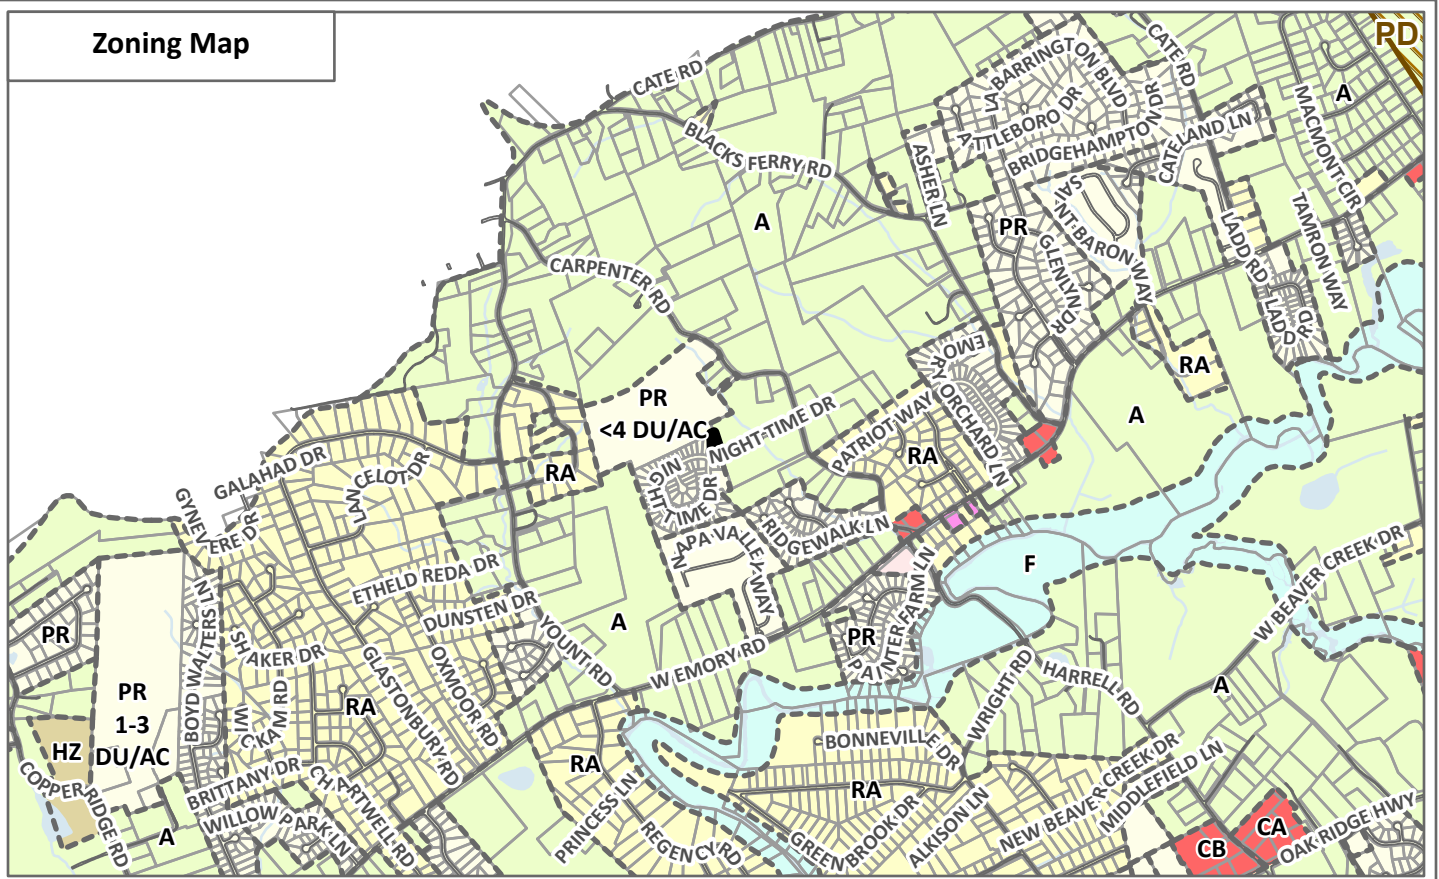 Zoning Map
RD
CATE RD
LA BARRINGTON BLVD
CATE RD
A
MACMONT CIR
ATTLEBORO DR
BRIDGEHAMPTON DR
CATELAND LN
BLACKS FERRY RD
ASHER LN
A
PR
SAINT BARON WAY
GLENLYN DR
LADD RD
TAMRON WAY
LADD RD
CARPENTER RD
EMORY ORCHARD LN
RA
PR
<4 DU/AC
NIGHT TIME DR
PATRIOT WAY
A
RA
RA
GALAHAD DR
LANCELOT DR
NIGHT TIME DR
GYNEVERE DR
NAPA VALLEY WAY
RIDGEWALK LN
ETHELD REDA DR
DUNSTEN DR
F
W BEAVER CREEK DR
PR
BOYD WALTERS LN
SHAKER DR
A
YOUNT RD
PR
PAINTER FARM LN
W EMORY RD
WRIGHT RD
HARRELL RD
A
PR
1-3
DU/AC
WICKAM RD
RA
GLASTONBURY RD
OXMOOR RD
HZ
COPPER RIDGE RD
RA
BONNEVILLE DR
RA
BRITTANY DR
CHARTWELL RD
WILLOW PARK LN
A
PRINCESS LN
REGENCY RD
GREEN BROOK DR
ALKISON LN
NEW BEAVER CREEK DR
MIDDLEFIELD LN
CA
CB
OAK RIDGE HWY